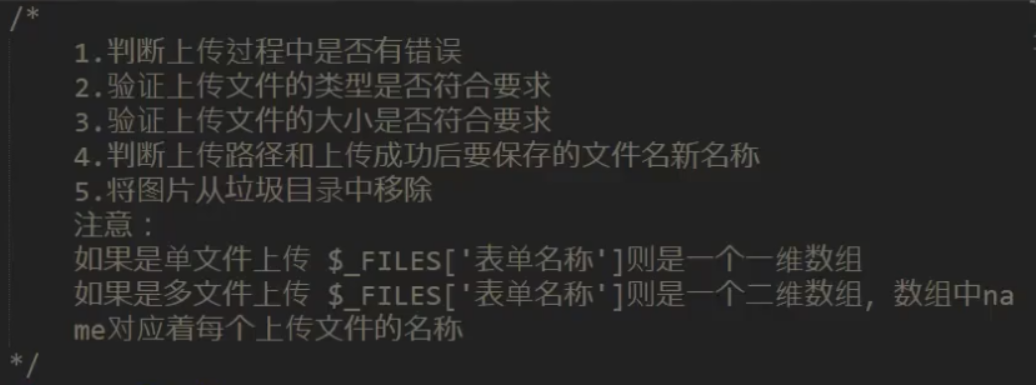 /*
1.判断上传过程中是否有错误
2.验证上传文件的类型是否符合要求
3.验证上传文件的大小是否符合要求
4.判断上传路径和上传成功后要保存的文件名新名称
5.将图片从垃圾目录中移除
注意：
如果是单文件上传 $_FILES['表单名称']则是一个一维数组
如果是多文件上传 $_FILES['表单名称']则是一个二维数组，数组中na
me对应着每个上传文件的名称
*/